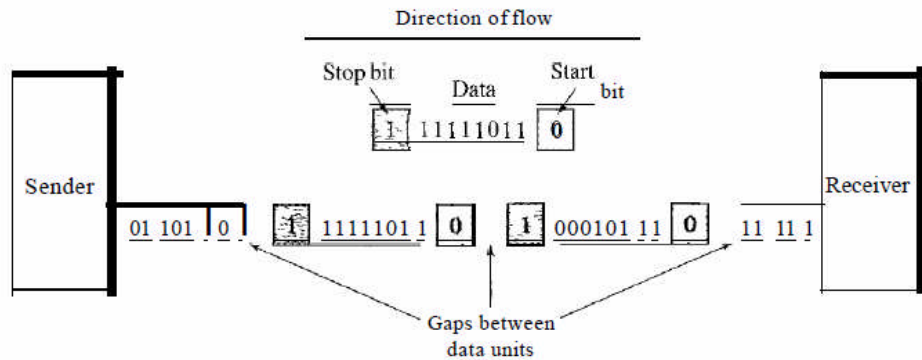 Direction of flow
Stop bit
Data
Start
bit
1 11111011 0
Sender
Receiver
01 101 0 1 1111101 1 0 1 000101 11 0 11 11 1
Gaps between
data units